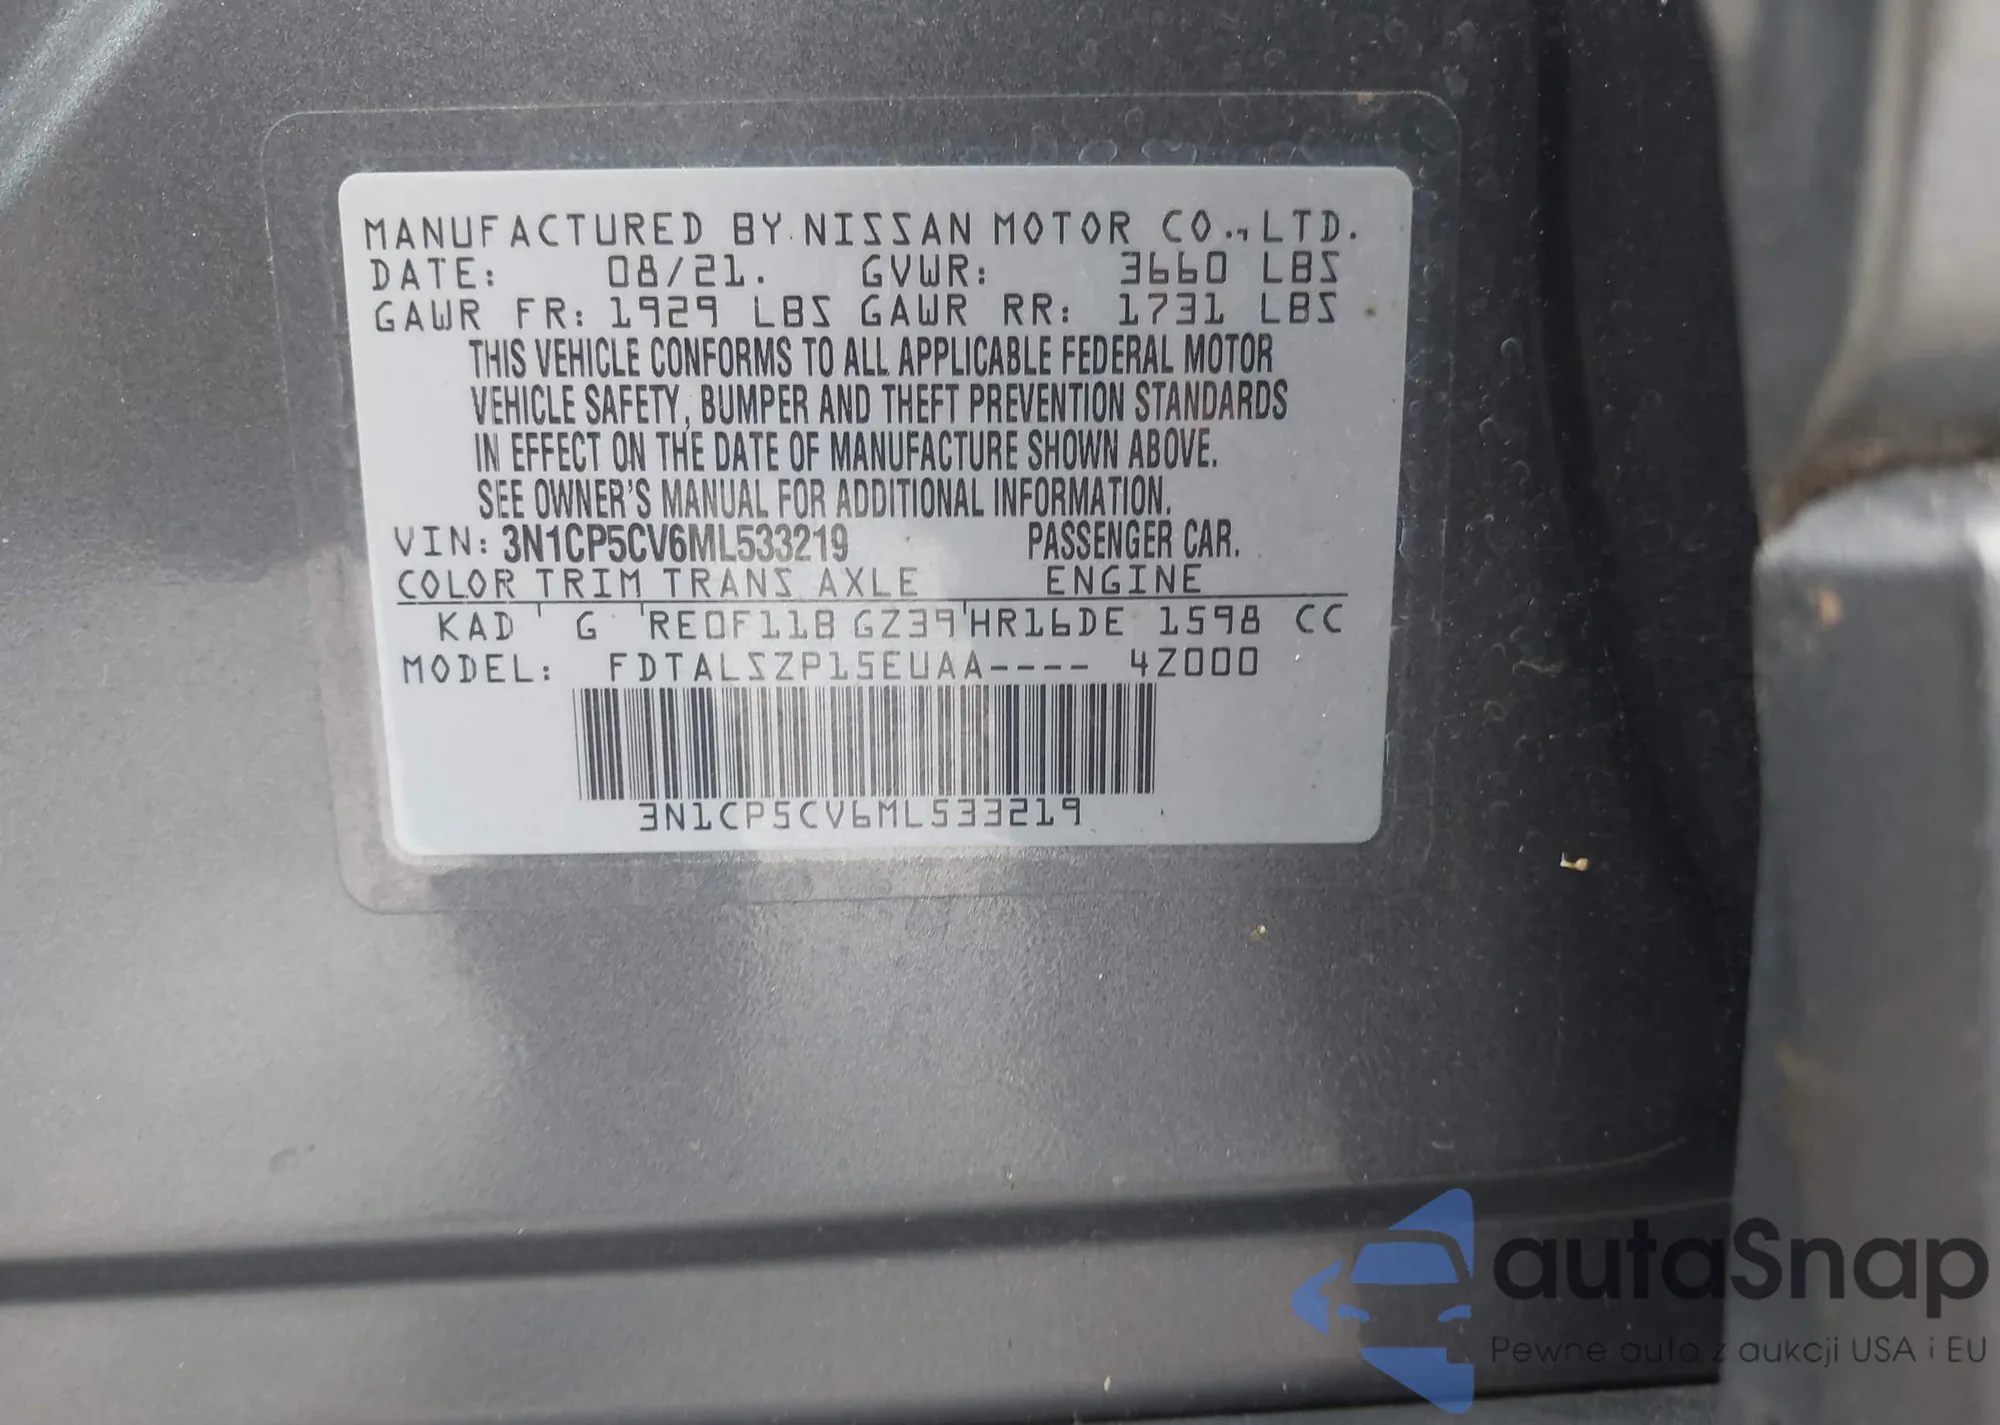 MANUFACTURED BY NISSAN MOTOR CO., LTD.
DATE: 08/21. GVWR: 3660 LBS
GAWR FR: 1929 LBS GAWR RR: 1731 LBS
THIS VEHICLE CONFORMS TO ALL APPLICABLE FEDERAL MOTOR
VEHICLE SAFETY, BUMPER AND THEFT PREVENTION STANDARDS
IN EFFECT ON THE DATE OF MANUFACTURE SHOWN ABOVE.
SEE OWNER'S MANUAL FOR ADDITIONAL INFORMATION.
VIN: 3N1CP5CV6ML533219 PASSENGER CAR.
COLOR TRIM TRANS AXLE ENGINE
KAD G RE0F11B GZ39 HR16DE 1598 CC
MODEL: FDTALSZP15EUAA---- 4Z000
3N1CP5CV6ML533219
autaSnap
Pewne auta z aukcji USA i EU